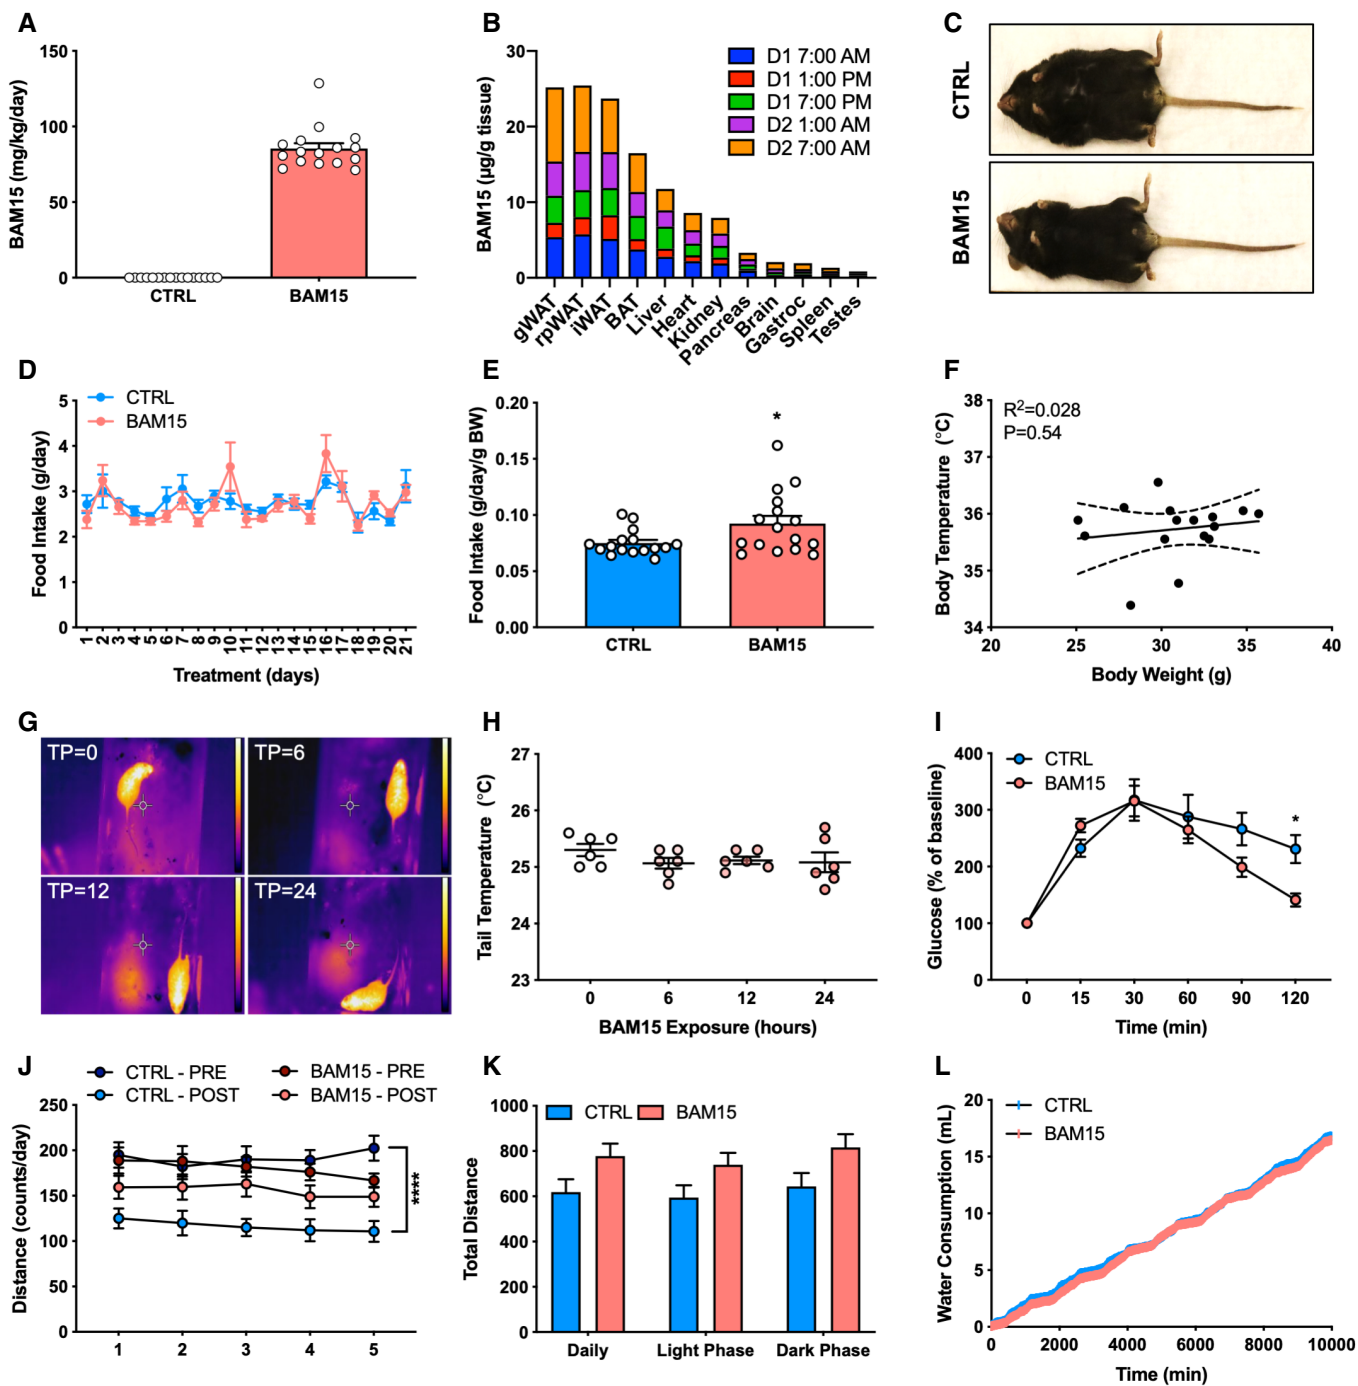 A
BAM15 (mg/kg/day)
150
100
50
0
CTRL
BAM15
B
BAM15 (µg/g tissue)
30
20
10
0
D1 7:00 AM
D1 1:00 PM
D1 7:00 PM
D2 1:00 AM
D2 7:00 AM
gWAT
rpWAT
iWAT
BAT
Liver
Heart
Kidney
Pancreas
Brain
Gastroc
Spleen
Testes
C
CTRL
BAM15
D
CTRL
BAM15
Food Intake (g/day)
5
4
3
2
1
0
1 2 3 4 5 6 7 8 9 10 11 12 13 14 15 16 17 18 19 20 21
Treatment (days)
E
Food Intake (g/day/g BW)
0.20
0.15
0.10
0.05
0.00
*
CTRL
BAM15
F
R²=0.028
P=0.54
Body Temperature (°C)
38
37
36
35
34
20 25 30 35 40
Body Weight (g)
G
TP=0
TP=6
TP=12
TP=24
H
Tail Temperature (°C)
27
26
25
24
23
0 6 12 24
BAM15 Exposure (hours)
I
CTRL
BAM15
Glucose (% of baseline)
400
300
200
100
0
*
0 15 30 60 90 120
Time (min)
J
CTRL - PRE
CTRL - POST
BAM15 - PRE
BAM15 - POST
Distance (counts/day)
250
200
150
100
50
0
****
1 2 3 4 5
K
CTRL
BAM15
Total Distance
1000
800
600
400
200
0
Daily
Light Phase
Dark Phase
L
CTRL
BAM15
Water Consumption (mL)
20
15
10
5
0
0 2000 4000 6000 8000 10000
Time (min)